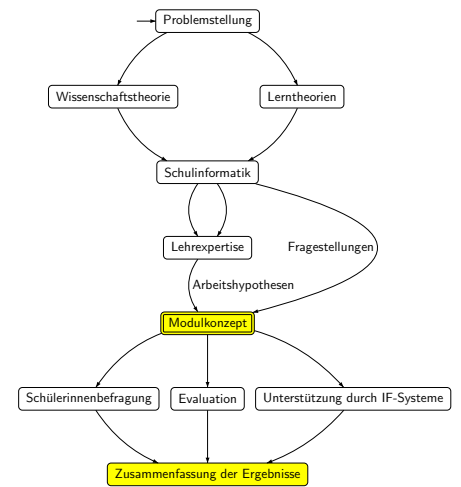 Problemstellung
Wissenschaftstheorie
Lerntheorien
Schulinformatik
Lehrexpertise
Fragestellungen
Arbeitshypothesen
Modulkonzept
Schülerinnenbefragung
Evaluation
Unterstützung durch IF-Systeme
Zusammenfassung der Ergebnisse